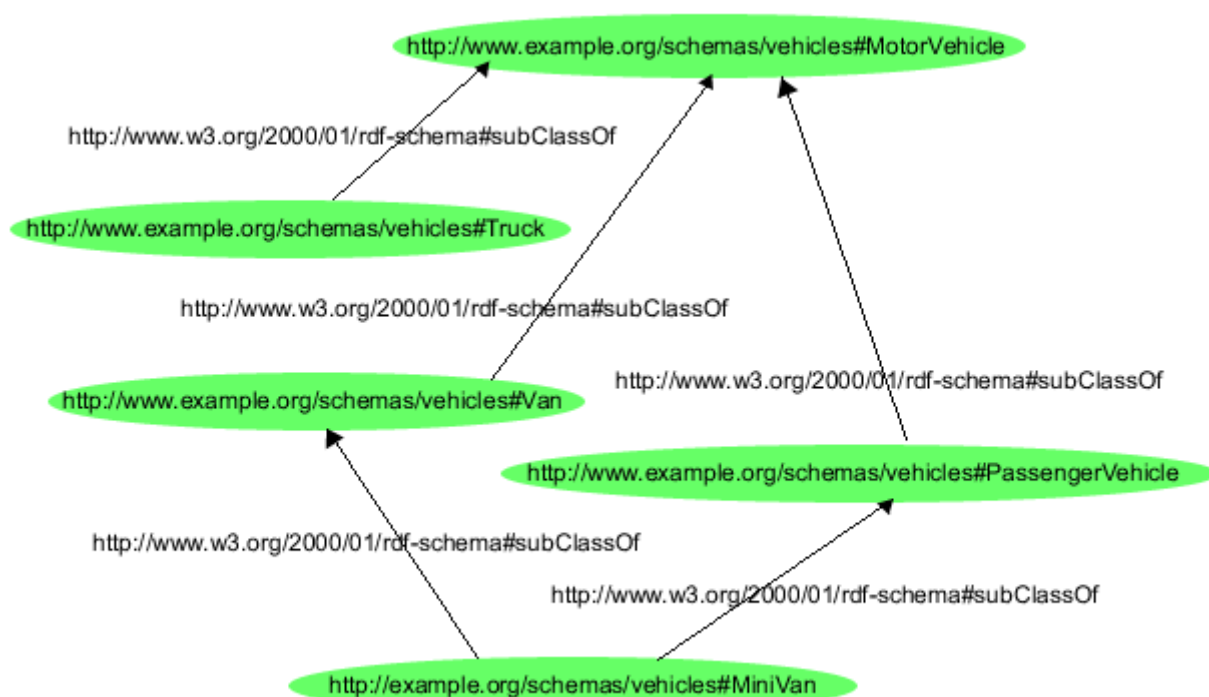 http://www.example.org/schemas/vehicles#MotorVehicle
http://www.w3.org/2000/01/rdf-schema#subClassOf
http://www.example.org/schemas/vehicles#Truck
http://www.w3.org/2000/01/rdf-schema#subClassOf
http://www.w3.org/2000/01/rdf-schema#subClassOf
http://www.example.org/schemas/vehicles#Van
http://www.example.org/schemas/vehicles#PassengerVehicle
http://www.w3.org/2000/01/rdf-schema#subClassOf
http://www.w3.org/2000/01/rdf-schema#subClassOf
http://example.org/schemas/vehicles#MiniVan